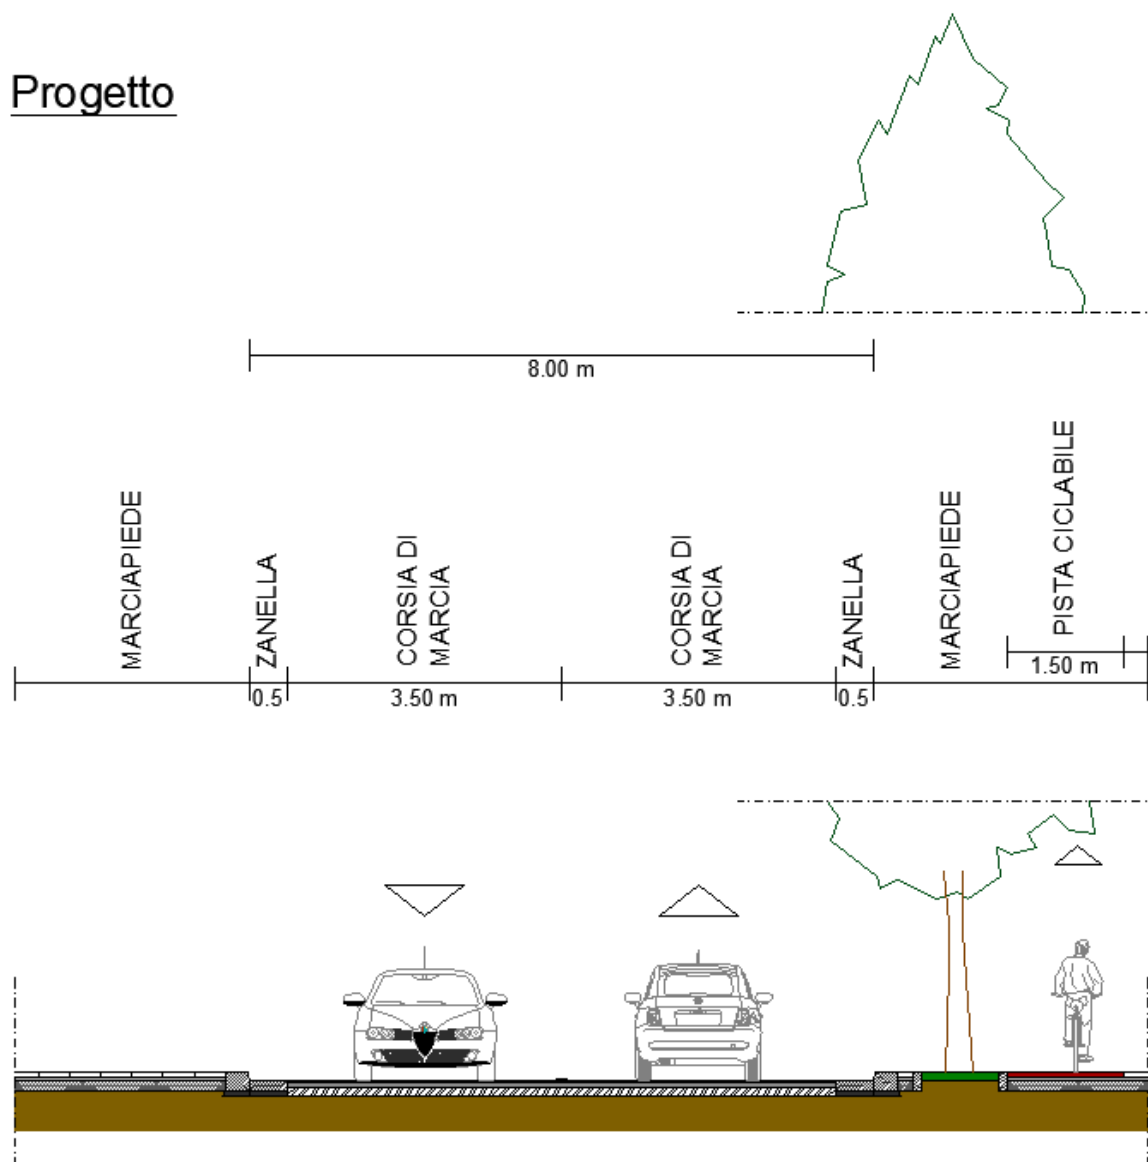 Progetto
8.00 m
MARCIAPIEDE
ZANELLA
CORSIA DI
MARCIA
CORSIA DI
MARCIA
ZANELLA
MARCIAPIEDE
PISTA CICLABILE
1.50 m
0.5
3.50 m
3.50 m
0.5